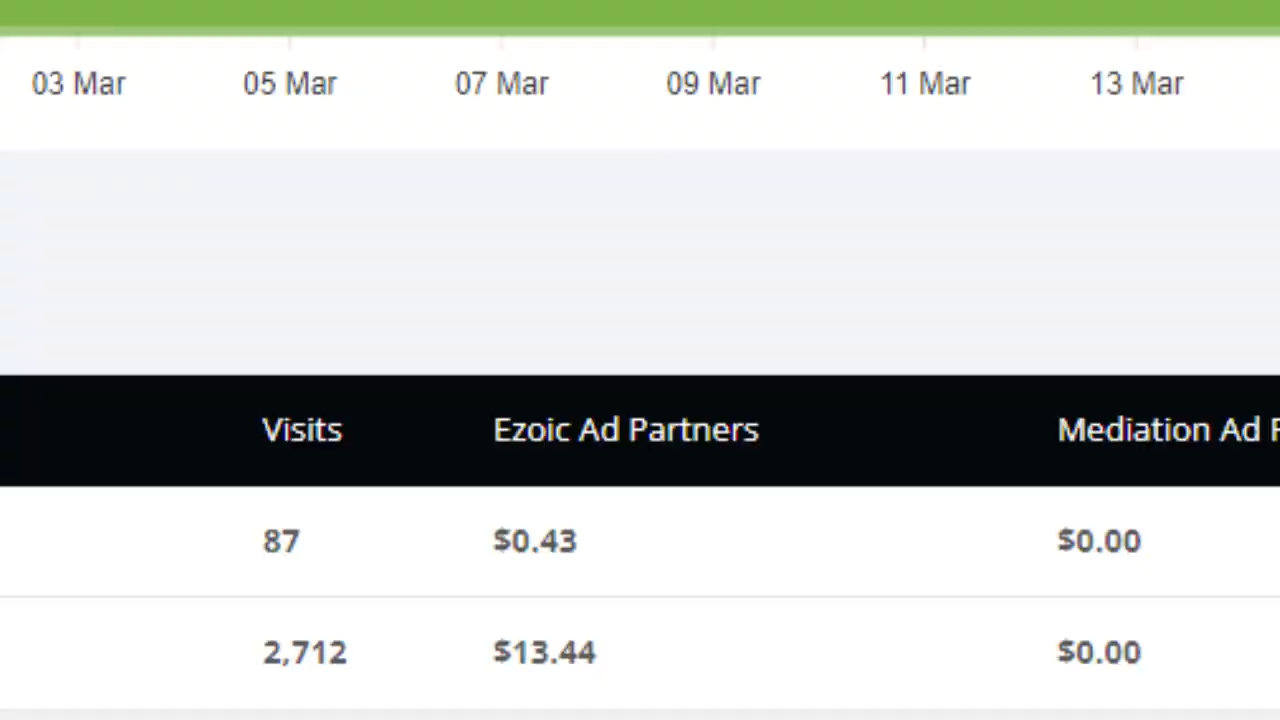 03 Mar 05 Mar 07 Mar 09 Mar 11 Mar 13 Mar
Visits Ezoic Ad Partners Mediation Ad
87 $0.43 $0.00
2,712 $13.44 $0.00